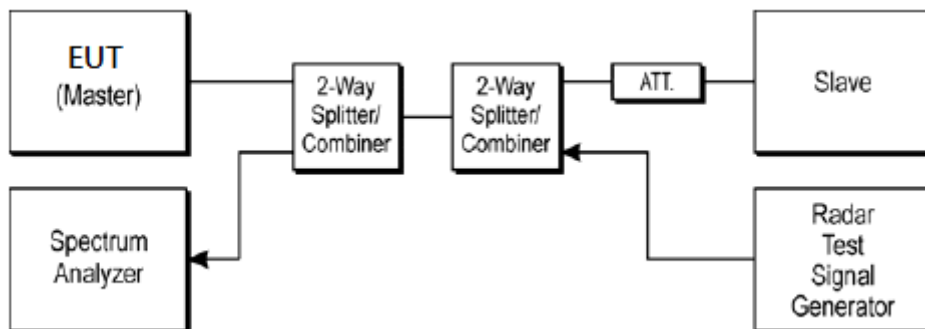 EUT
(Master)
2-Way
Splitter/
Combiner
2-Way
Splitter/
Combiner
ATT.
Slave
Spectrum
Analyzer
Radar
Test
Signal
Generator